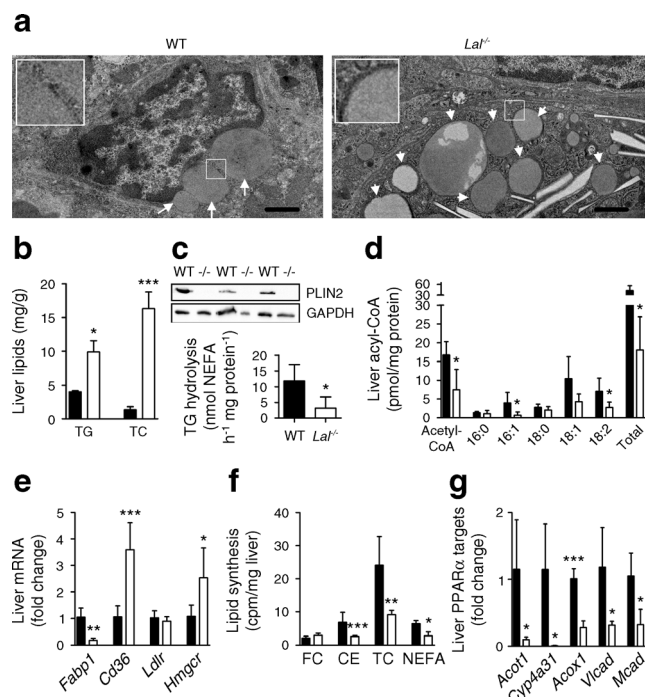 a
WT
Lal-/-
b
Liver lipids (mg/g)
20
15
10
5
0
*
***
TG
TC
c
WT -/- WT -/- WT -/-
PLIN2
GAPDH
TG hydrolysis
(nmol NEFA
h-1 mg protein-1)
20
15
10
5
0
*
WT
Lal-/-
d
Liver acyl-CoA
(pmol/mg protein)
60
30
30
25
20
15
10
5
0
*
*
*
*
Acetyl-
CoA
16:0
16:1
18:0
18:1
18:2
Total
e
Liver mRNA
(fold change)
5
4
3
2
1
0
**
***
*
Fabp1
Cd36
Ldlr
Hmgcr
f
Lipid synthesis
(cpm/mg liver)
40
30
20
10
0
***
**
*
FC
CE
TC
NEFA
g
Liver PPARα targets
(fold change)
2
1
0
*
*
***
*
*
Acot1
Cyp4a31
Acox1
Vlcad
Mcad